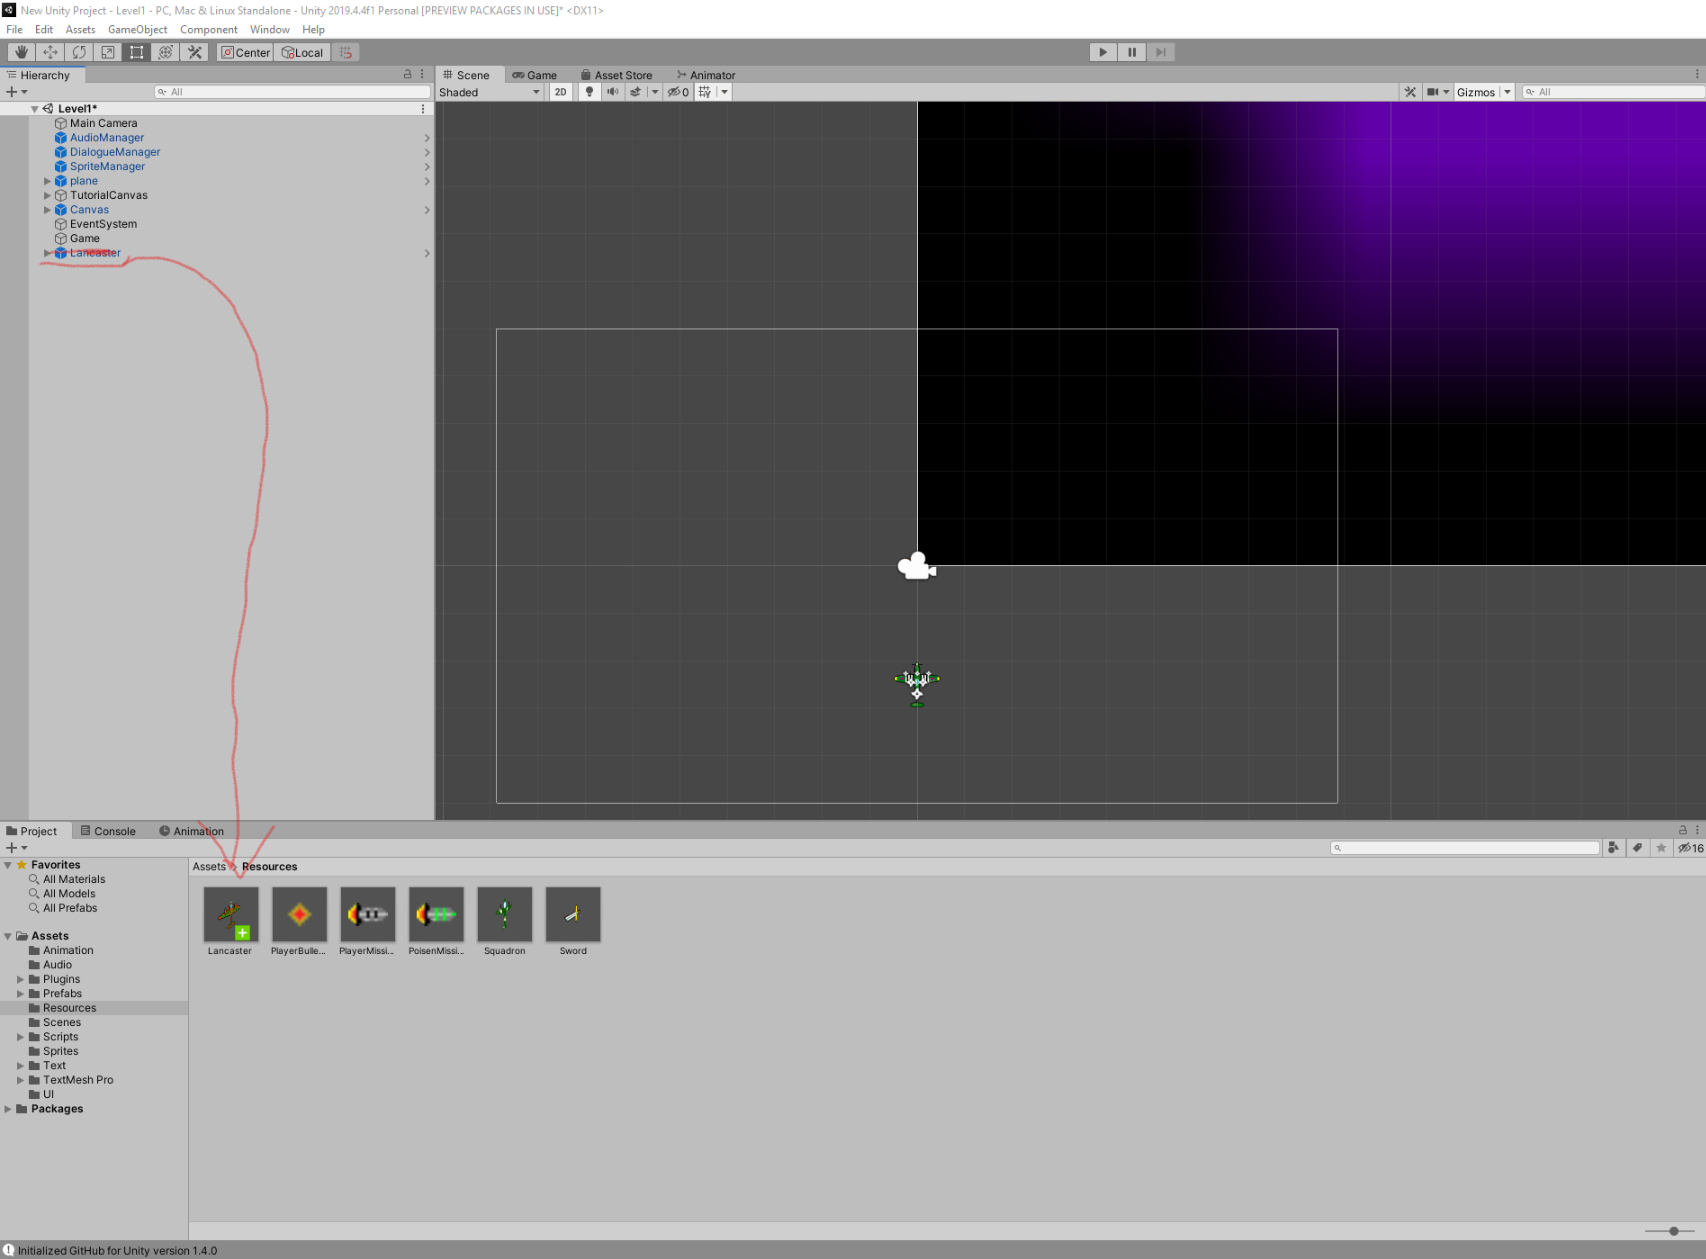 New Unity Project - Level1 - PC, Mac & Linux Standalone - Unity 2019.4.4f1 Personal [PREVIEW PACKAGES IN USE]* <DX11>
File Edit Assets GameObject Component Window Help
Center Local
Hierarchy
All
Level1*
Main Camera
AudioManager
DialogueManager
SpriteManager
plane
TutorialCanvas
Canvas
EventSystem
Game
Lancaster
Scene Game Asset Store Animator
Shaded 2D 0 Gizmos All
Project Console Animation
16
Favorites
All Materials
All Models
All Prefabs
Assets
Animation
Audio
Plugins
Prefabs
Resources
Scenes
Scripts
Sprites
Text
TextMesh Pro
UI
Packages
Assets > Resources
Lancaster PlayerBulle... PlayerMissi... PoisenMissi... Squadron Sword
Initialized GitHub for Unity version 1.4.0